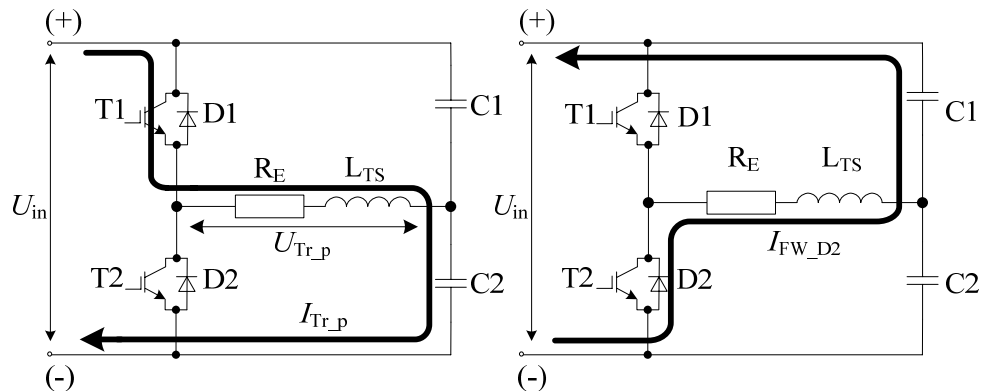 (+)
T1
D1
C1
R_E
L_TS
U_in
U_Tr_p
T2
D2
C2
I_Tr_p
(-)
(+)
T1
D1
C1
R_E
L_TS
U_in
I_FW_D2
T2
D2
C2
(-)